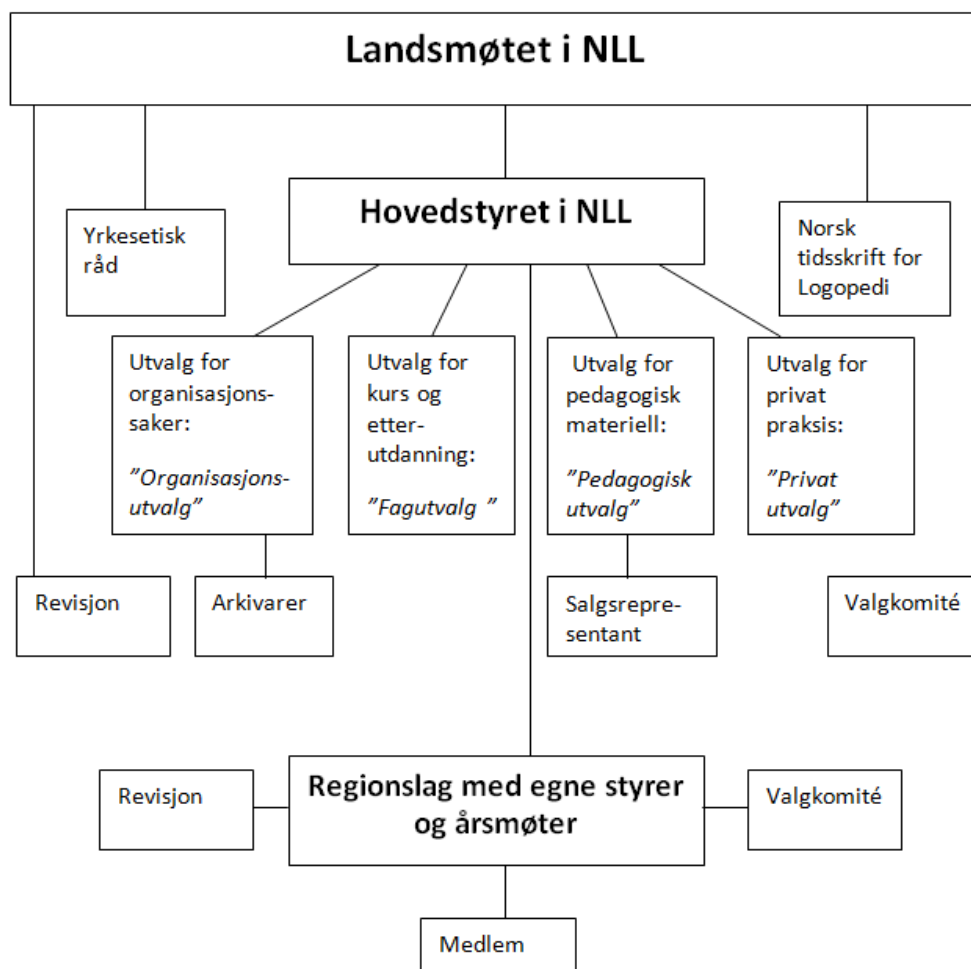 Landsmøtet i NLL
Hovedstyret i NLL
Yrkesetisk
råd
Norsk
tidsskrift for
Logopedi
Utvalg for
organisasjons-
saker:
”Organisasjons-
utvalg”
Utvalg for
kurs og
etter-
utdanning:
”Fagutvalg ”
Utvalg for
pedagogisk
materiell:
”Pedagogisk
utvalg”
Utvalg for
privat
praksis:
”Privat
utvalg”
Revisjon
Arkivarer
Salgsrepre-
sentant
Valgkomité
Revisjon
Regionslag med egne styrer
og årsmøter
Valgkomité
Medlem